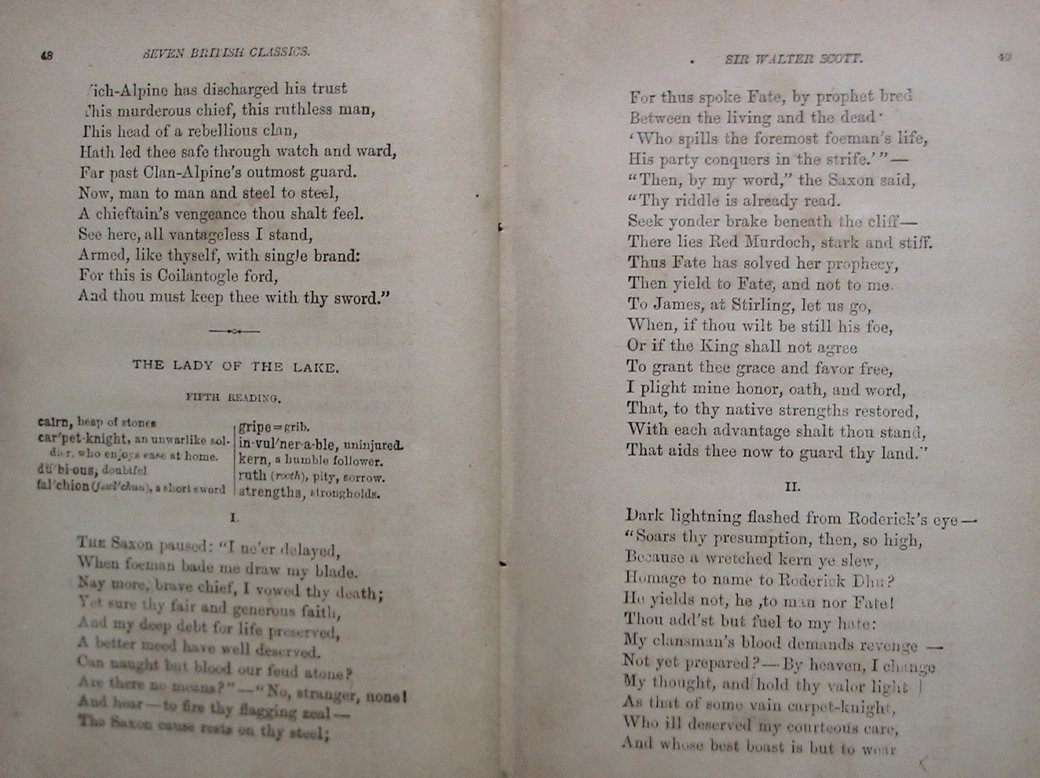 48
SEVEN BRITISH CLASSICS.
ich-Alpine has discharged his trust
This murderous chief, this ruthless man,
This head of a rebellious clan,
Hath led thee safe through watch and ward,
Far past Clan-Alpine's outmost guard.
Now, man to man and steel to steel,
A chieftain's vengeance thou shalt feel.
See here, all vantageless I stand,
Armed, like thyself, with single brand:
For this is Coilantogle ford,
And thou must keep thee with thy sword."
THE LADY OF THE LAKE.
FIFTH READING.
cairn, heap of stones
car'pet-knight, an unwarlike sol-
dier, who enjoys ease at home.
du'bi-ous, doubtful
fal'chion (fawl'chun), a short sword
gripe=grib.
in-vul'ner-a-ble, uninjured.
kern, a humble follower.
ruth (rooth), pity, sorrow.
strengths, strongholds.
I.
THE Saxon paused: "I ne'er delayed,
When foeman bade me draw my blade.
Nay more, brave chief, I vowed thy death;
Yet sure thy fair and generous faith,
And my deep debt for life preserved,
A better meed have well deserved.
Can naught but blood our feud atone?
Are there no means?"—"No, stranger, none!
And hear—to fire thy flagging zeal—
The Saxon cause rests on thy steel;
SIR WALTER SCOTT.
49
For thus spoke Fate, by prophet bred
Between the living and the dead·
'Who spills the foremost foeman's life,
His party conquers in the strife.'"—
"Then, by my word," the Saxon said,
"Thy riddle is already read.
Seek yonder brake beneath the cliff—
There lies Red Murdoch, stark and stiff.
Thus Fate has solved her prophecy,
Then yield to Fate, and not to me.
To James, at Stirling, let us go,
When, if thou wilt be still his foe,
Or if the King shall not agree
To grant thee grace and favor free,
I plight mine honor, oath, and word,
That, to thy native strengths restored,
With each advantage shalt thou stand,
That aids thee now to guard thy land."
II.
Dark lightning flashed from Roderick's eye—
"Soars thy presumption, then, so high,
Because a wretched kern ye slew,
Homage to name to Roderick Dhu?
He yields not, he ,to man nor Fate!
Thou add'st but fuel to my hate:
My clansman's blood demands revenge —
Not yet prepared?—By heaven, I change
My thought, and hold thy valor light
As that of some vain carpet-knight,
Who ill deserved my courteous care,
And whose best boast is but to wear